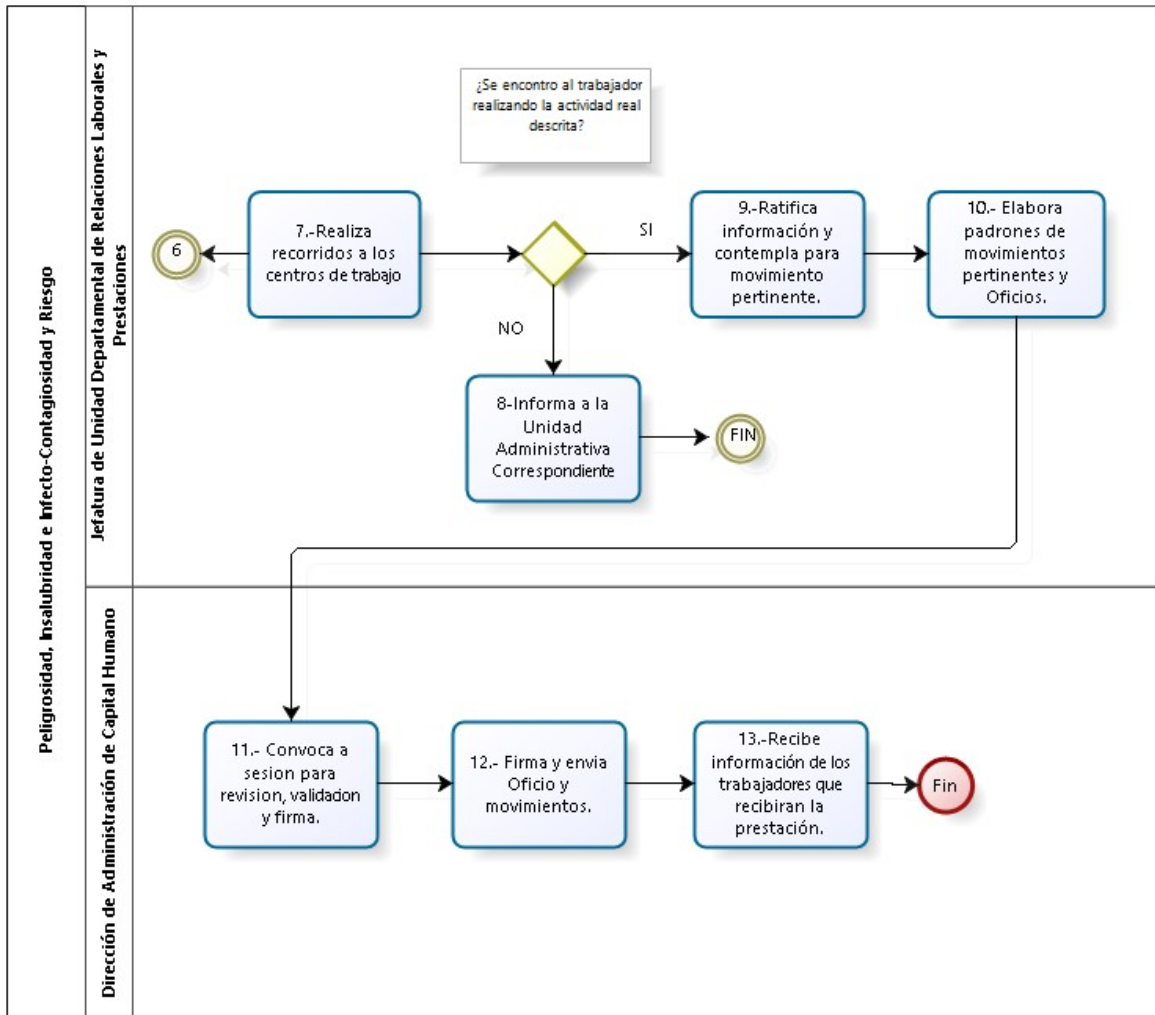 Peligrosidad, Insalubridad e Infecto-Contagiosidad y Riesgo
Jefatura de Unidad Departamental de Relaciones Laborales y
Prestaciones
¿Se encontro al trabajador
realizando la actividad real
descrita?
6
7.-Realiza
recorridos a los
centros de trabajo
SI
9.-Ratifica
información y
contempla para
movimiento
pertinente.
10.- Elabora
padrones de
movimientos
pertinentes y
Oficios.
NO
8-Informa a la
Unidad
Administrativa
Correspondiente
FIN
Dirección de Administración de Capital Humano
11.- Convoca a
sesion para
revision, validacion
y firma.
12.- Firma y envia
Oficio y
movimientos.
13.-Recibe
información de los
trabajadores que
recibiran la
prestación.
Fin